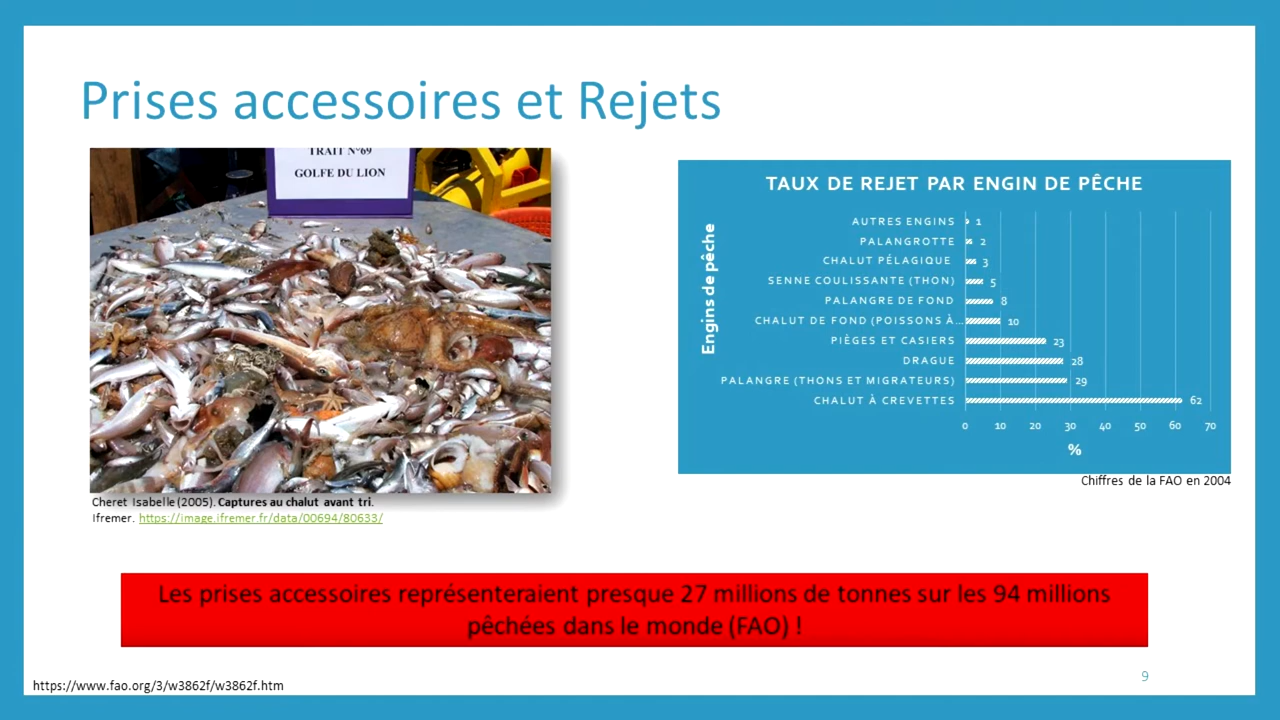 Prises accessoires et Rejets
TRAIT N°69
GOLFE DU LION
Cheret Isabelle (2005). Captures au chalut avant tri.
Ifremer. https://image.ifremer.fr/data/00694/80633/
TAUX DE REJET PAR ENGIN DE PÊCHE
Engins de pêche
AUTRES ENGINS 1
PALANGROTTE 2
CHALUT PÉLAGIQUE 3
SENNE COULISSANTE (THON) 5
PALANGRE DE FOND 8
CHALUT DE FOND (POISSONS À... 10
PIÈGES ET CASIERS 23
DRAGUE 28
PALANGRE (THONS ET MIGRATEURS) 29
CHALUT À CREVETTES 62
0 10 20 30 40 50 60 70
%
Chiffres de la FAO en 2004
Les prises accessoires représenteraient presque 27 millions de tonnes sur les 94 millions
pêchées dans le monde (FAO) !
https://www.fao.org/3/w3862f/w3862f.htm
9